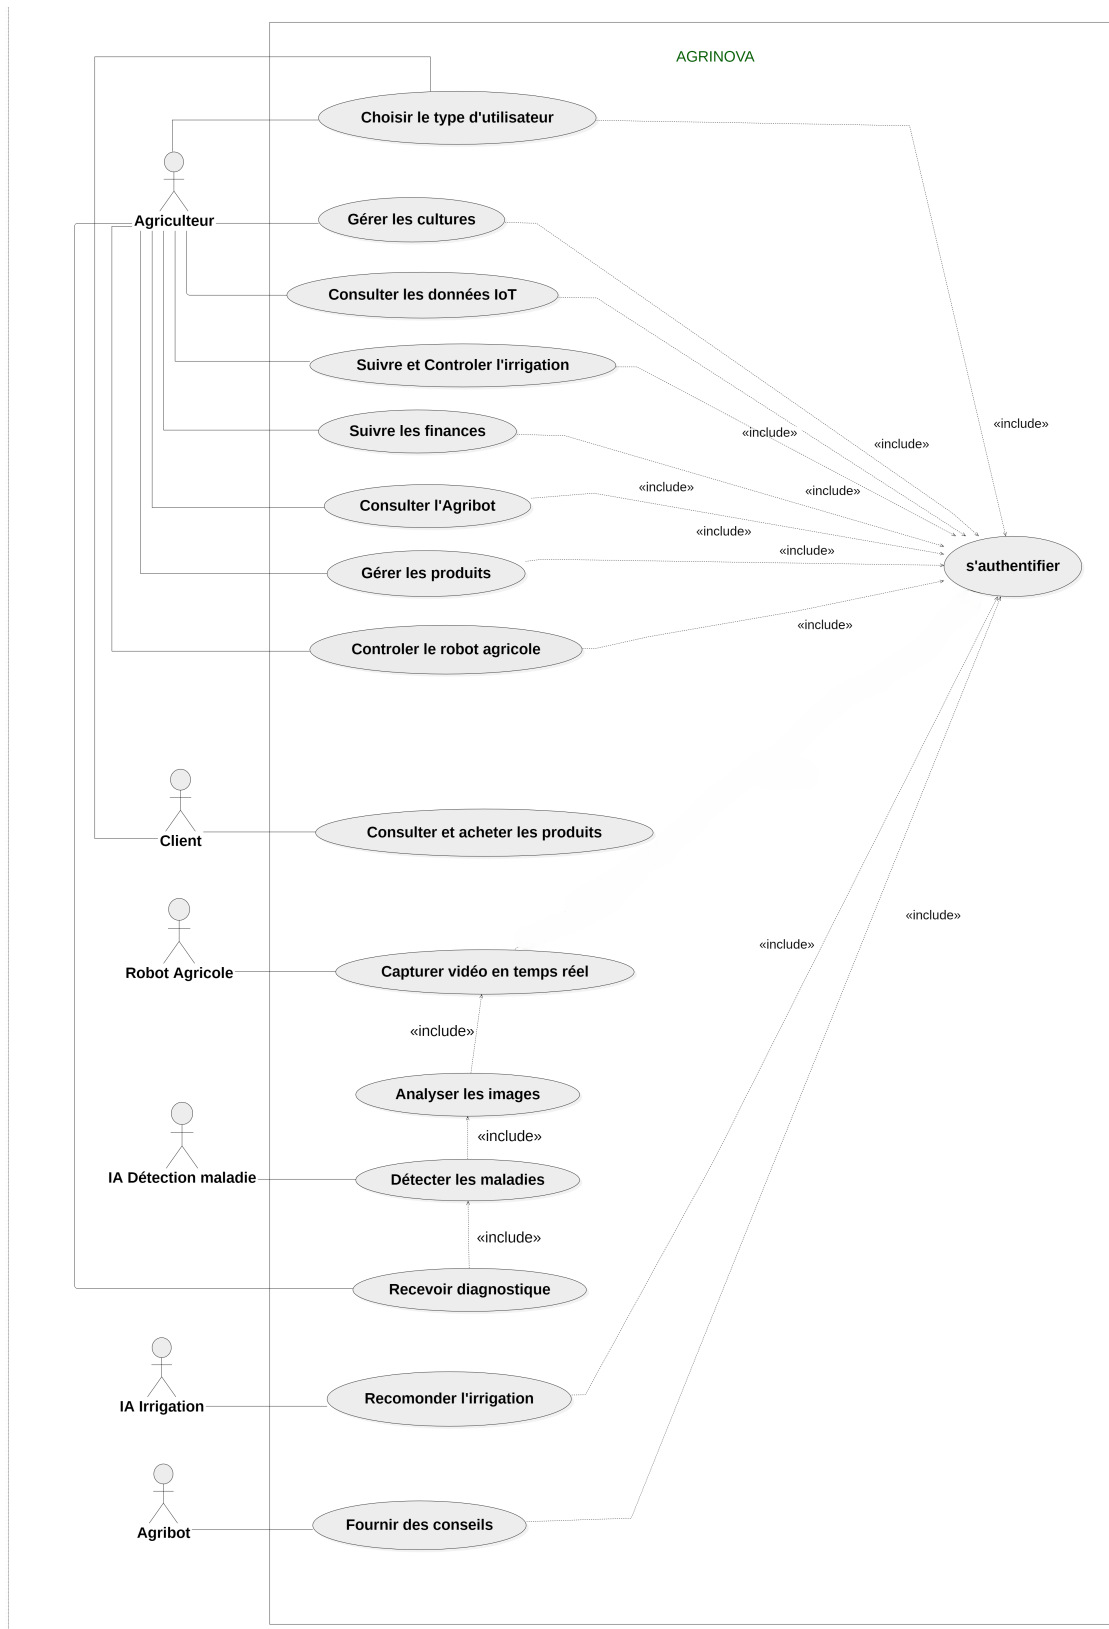 AGRINOVA
Choisir le type d'utilisateur
Agriculteur
Gérer les cultures
Consulter les données IoT
Suivre et Controler l'irrigation
«include»
Suivre les finances
«include»
«include»
«include»
«include»
Consulter l'Agribot
«include»
«include»
s'authentifier
Gérer les produits
«include»
Controler le robot agricole
Client
Consulter et acheter les produits
«include»
«include»
Robot Agricole
Capturer vidéo en temps réel
«include»
Analyser les images
«include»
IA Détection maladie
Détecter les maladies
«include»
Recevoir diagnostique
IA Irrigation
Recomonder l'irrigation
Agribot
Fournir des conseils